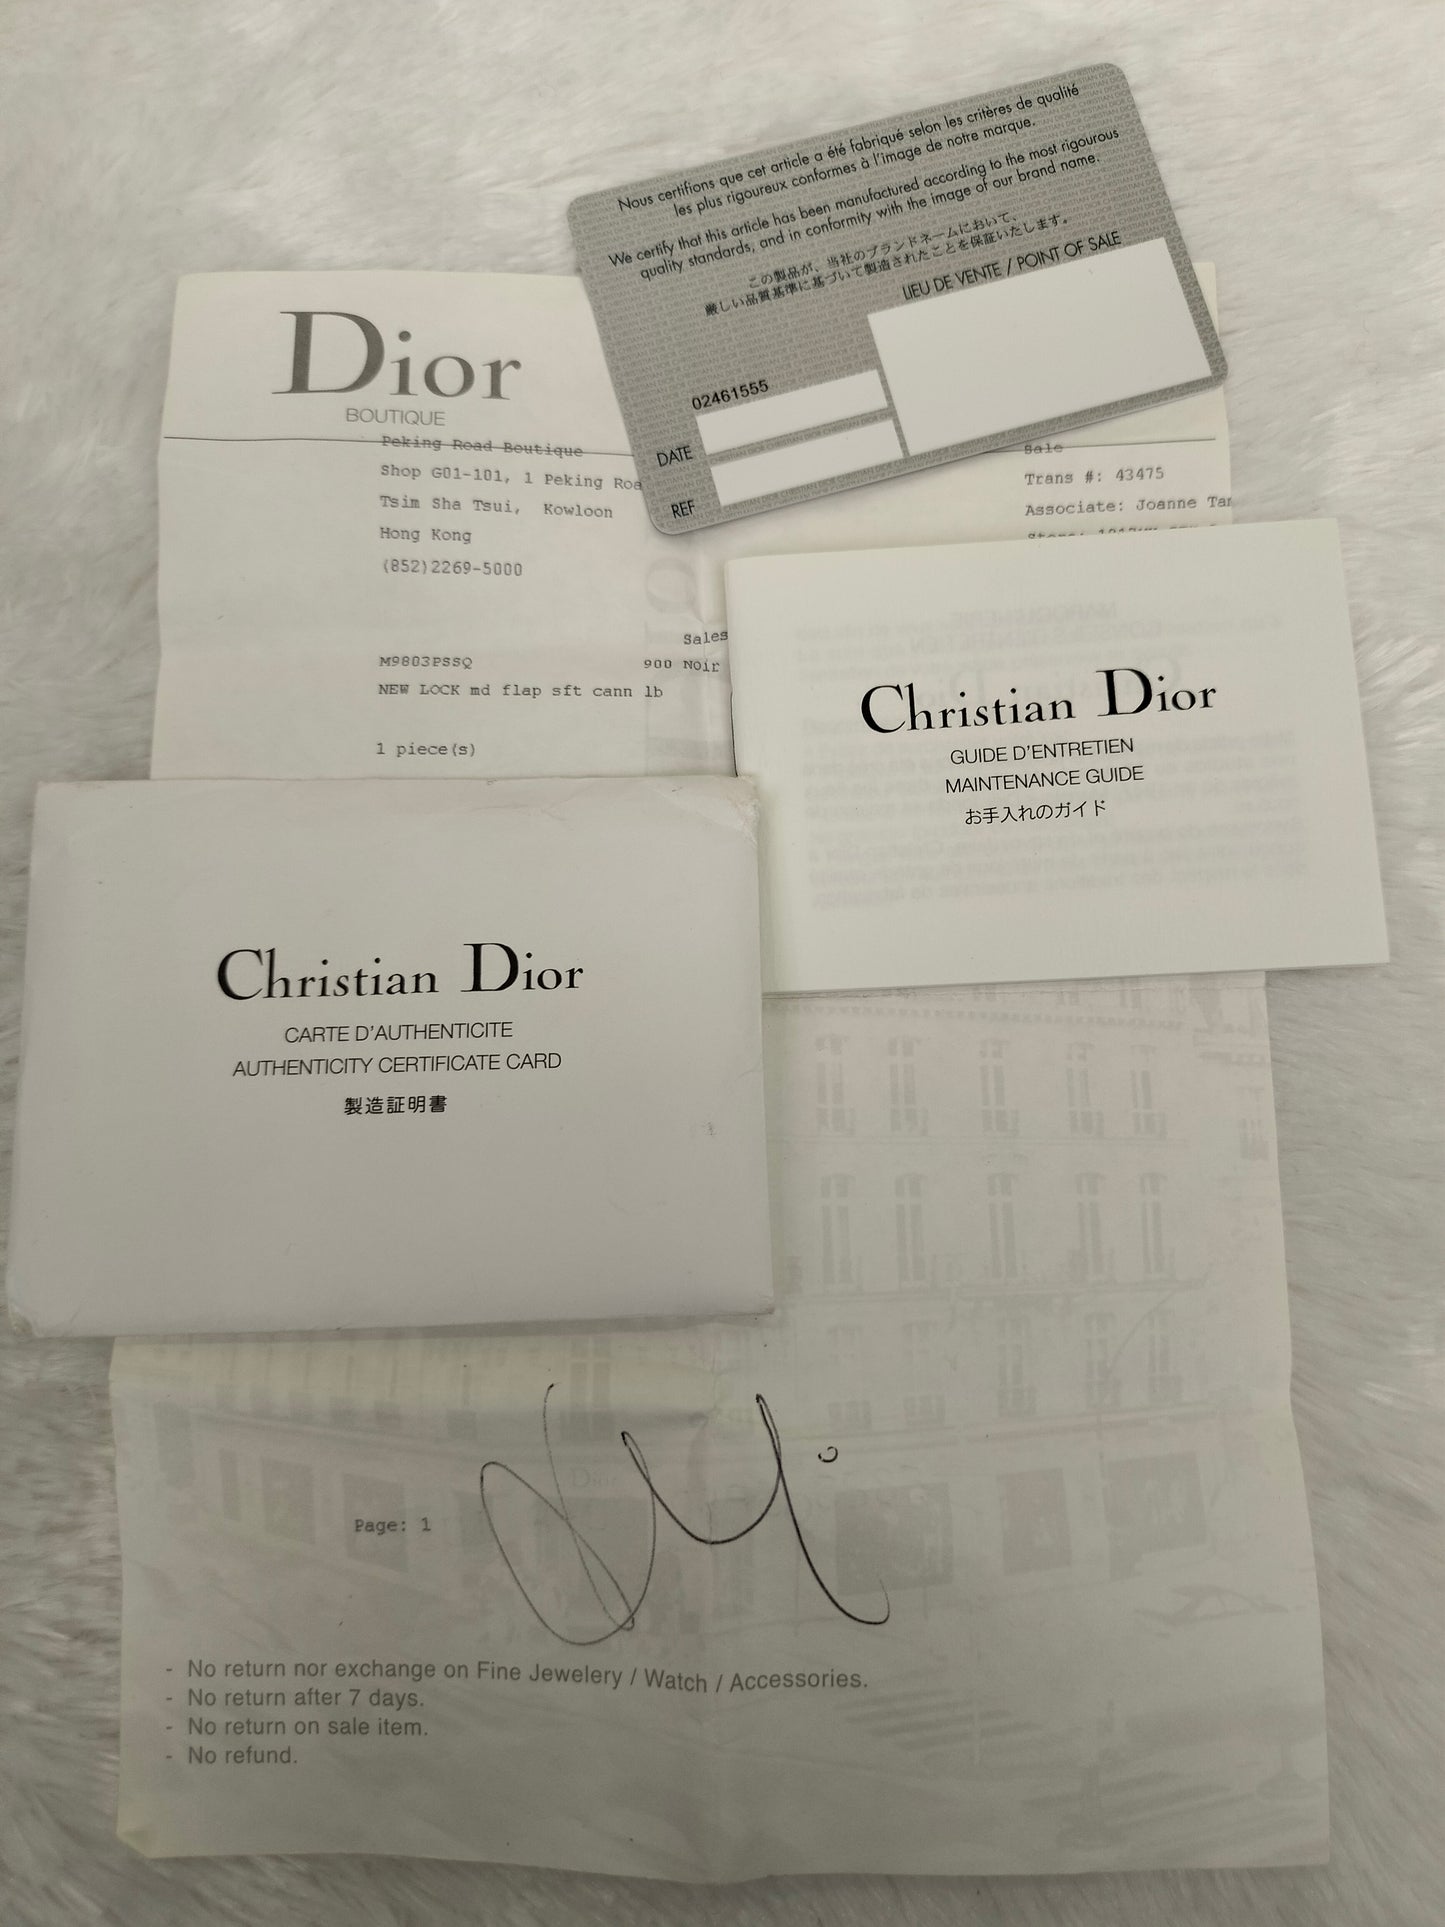 Nous certifions que cet article a été fabriqué selon les critères de qualité
les plus rigoureux conformes à l'image de notre marque.
We certify that this article has been manufactured according to the most rigourous
quality standards, and in conformity with the image of our brand name.
この製品が、当社のブランドネームにおいて、
厳しい品質基準に基づいて製造されたことを保証いたします。
LIEU DE VENTE / POINT OF SALE
02461555
DATE
REF
Dior
BOUTIQUE
Peking Road Boutique
Shop G01-101, 1 Peking Roa
Tsim Sha Tsui, Kowloon
Hong Kong
(852)2269-5000
Sale
Trans #: 43475
Associate: Joanne Tan
Sales
M9803PSSQ 900 Noir
NEW LOCK md flap sft cann lb
1 piece(s)
Christian Dior
GUIDE D'ENTRETIEN
MAINTENANCE GUIDE
お手入れのガイド
Christian Dior
CARTE D'AUTHENTICITE
AUTHENTICITY CERTIFICATE CARD
製造証明書
Page: 1
- No return nor exchange on Fine Jewelery / Watch / Accessories.
- No return after 7 days.
- No return on sale item.
- No refund.